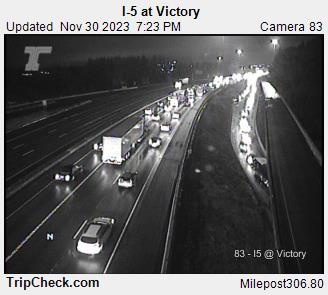 I-5 at Victory
Updated Nov 30 2023 7:23 PM Camera 83
T
N
83 - I5 @ Victory
TripCheck.com Milepost306.80